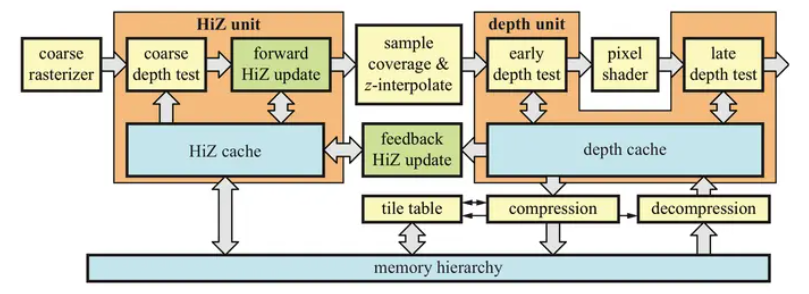 HiZ unit
depth unit
coarse
rasterizer
coarse
depth test
forward
HiZ update
sample
coverage &
z-interpolate
early
depth test
pixel
shader
late
depth test
HiZ cache
feedback
HiZ update
depth cache
tile table
compression
decompression
memory hierarchy